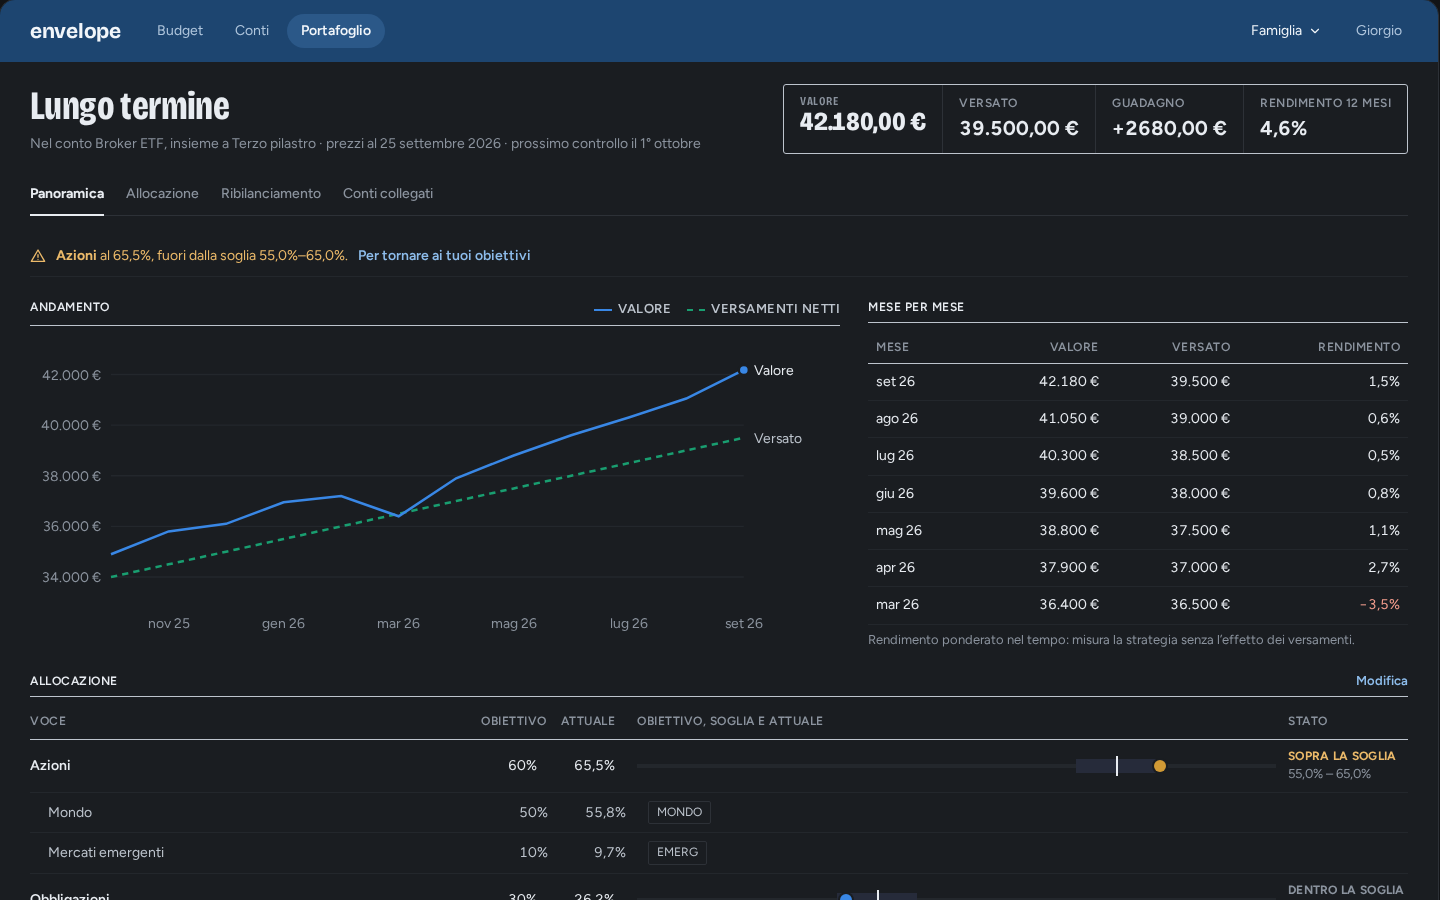 envelope Budget Conti Portafoglio Famiglia Giorgio
Lungo termine
Nel conto Broker ETF, insieme a Terzo pilastro · prezzi al 25 settembre 2026 · prossimo controllo il 1° ottobre
VALORE VERSATO GUADAGNO RENDIMENTO 12 MESI
42.180,00 € 39.500,00 € +2680,00 € 4,6%
Panoramica Allocazione Ribilanciamento Conti collegati
Azioni al 65,5%, fuori dalla soglia 55,0%–65,0%. Per tornare ai tuoi obiettivi
ANDAMENTO VALORE VERSAMENTI NETTI
42.000 € Valore
40.000 € Versato
38.000 €
36.000 €
34.000 €
nov 25 gen 26 mar 26 mag 26 lug 26 set 26
MESE PER MESE
MESE VALORE VERSATO RENDIMENTO
set 26 42.180 € 39.500 € 1,5%
ago 26 41.050 € 39.000 € 0,6%
lug 26 40.300 € 38.500 € 0,5%
giu 26 39.600 € 38.000 € 0,8%
mag 26 38.800 € 37.500 € 1,1%
apr 26 37.900 € 37.000 € 2,7%
mar 26 36.400 € 36.500 € −3,5%
Rendimento ponderato nel tempo: misura la strategia senza l’effetto dei versamenti.
ALLOCAZIONE Modifica
VOCE OBIETTIVO ATTUALE OBIETTIVO, SOGLIA E ATTUALE STATO
Azioni 60% 65,5% SOPRA LA SOGLIA
55,0% – 65,0%
Mondo 50% 55,8% MONDO
Mercati emergenti 10% 9,7% EMERG
Obbligazioni 30% 26,2% DENTRO LA SOGLIA